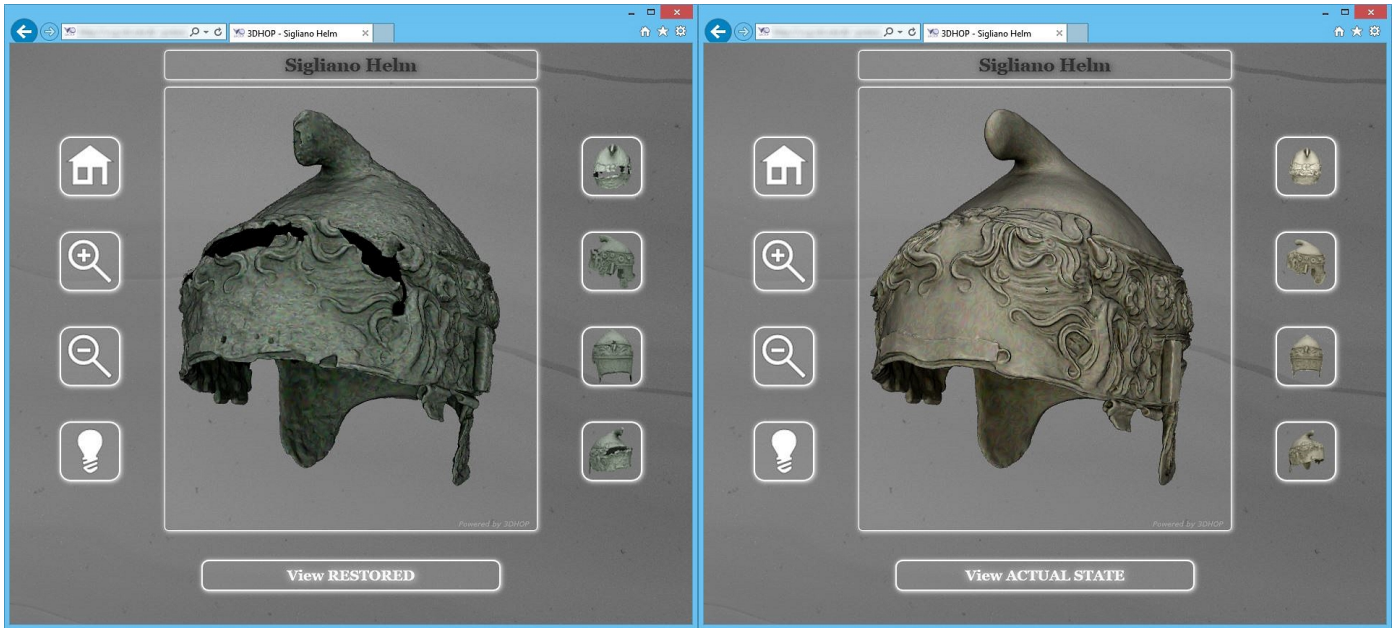 3DHOP - Sigliano Helm
Sigliano Helm
Powered by 3DHOP
View RESTORED
3DHOP - Sigliano Helm
Sigliano Helm
Powered by 3DHOP
View ACTUAL STATE